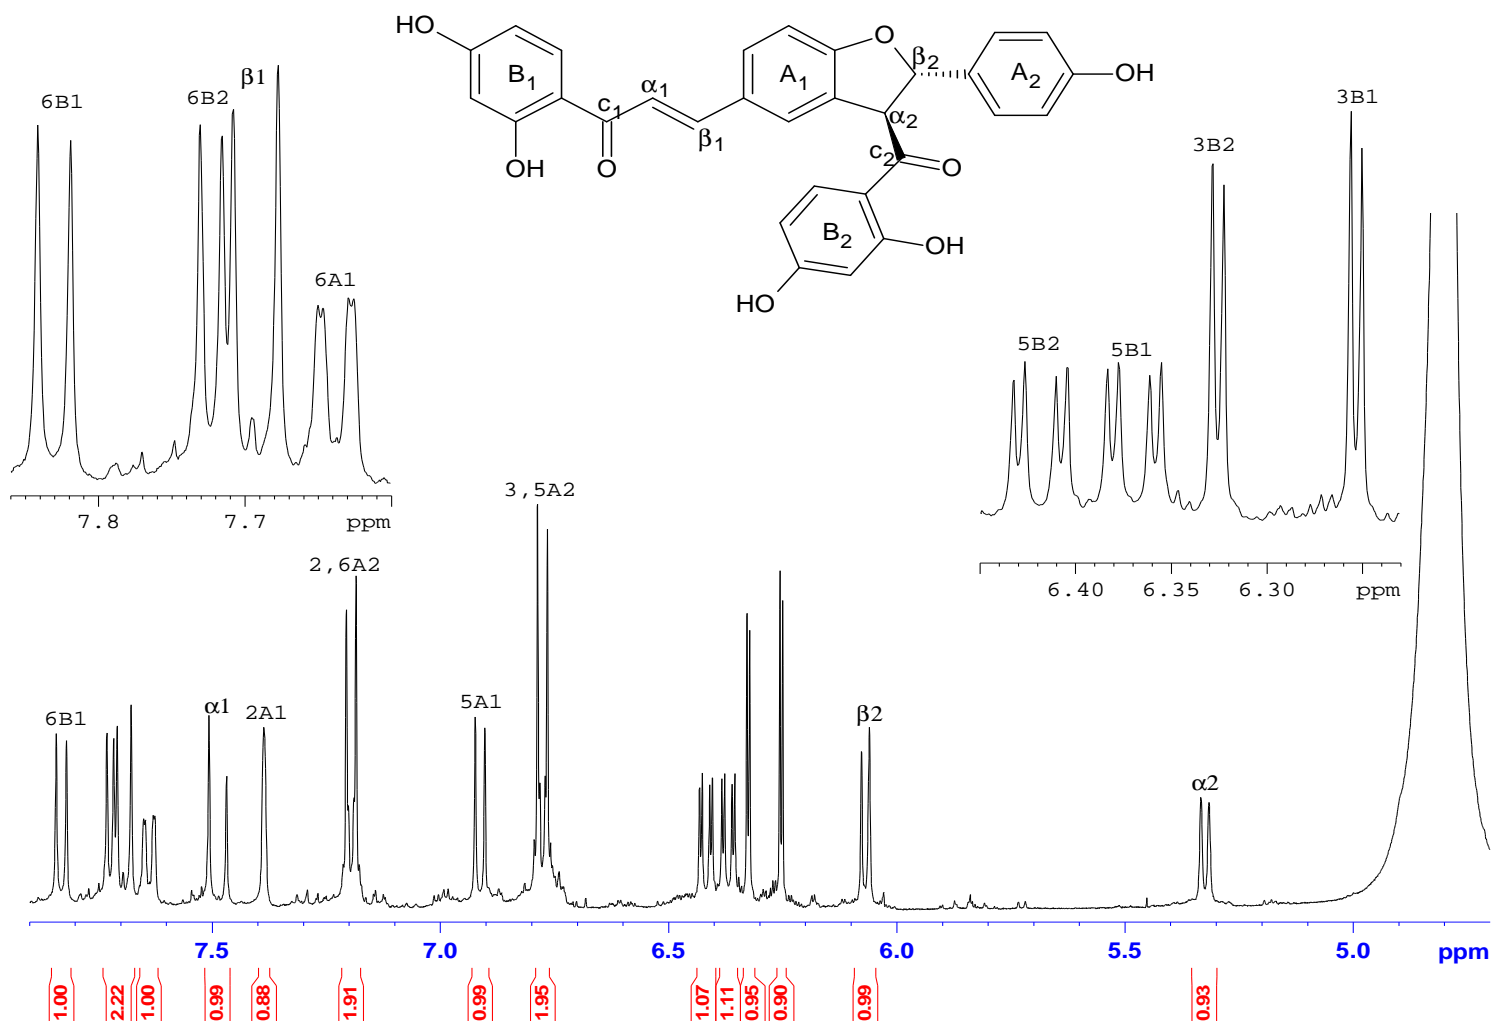 HO
O
β2
A2
OH
B1
A1
β1
α1
6B1
6B2
c1
α2
3B1
β1
3B2
OH
O
c2
O
B2
OH
6A1
HO
5B2
5B1
7.8
7.7
ppm
3,5A2
2,6A2
6.40
6.35
6.30
ppm
6B1
α1
2A1
5A1
β2
α2
7.5
7.0
6.5
6.0
5.5
5.0
ppm
1.00
2.22
1.00
0.99
0.88
1.91
0.99
1.95
1.07
1.11
0.95
0.90
0.99
0.93